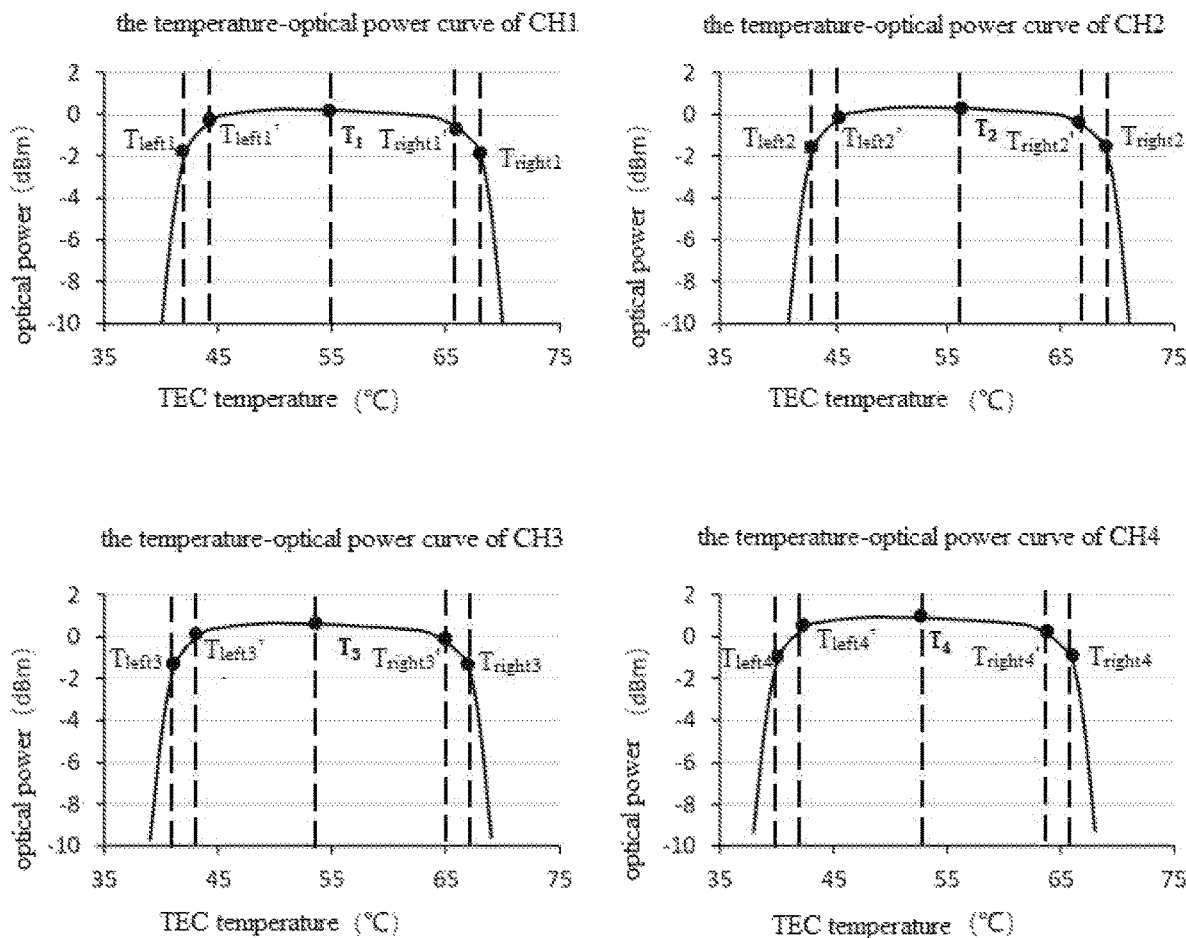 the temperature-optical power curve of CH1
2
0
-2
-4
-6
-8
-10
Tleft1
Tleft1'
T1
Tright1'
Tright1
optical power (dBm)
35 45 55 65 75
TEC temperature (℃)
the temperature-optical power curve of CH2
2
0
-2
-4
-6
-8
-10
Tleft2
Tleft2'
T2
Tright2'
Tright2
optical power (dBm)
35 45 55 65 75
TEC temperature (℃)
the temperature-optical power curve of CH3
2
0
-2
-4
-6
-8
-10
Tleft3
Tleft3'
T3
Tright3'
Tright3
optical power (dBm)
35 45 55 65 75
TEC temperature (℃)
the temperature-optical power curve of CH4
2
0
-2
-4
-6
-8
-10
Tleft4
Tleft4'
T4
Tright4'
Tright4
optical power (dBm)
35 45 55 65 75
TEC temperature (℃)